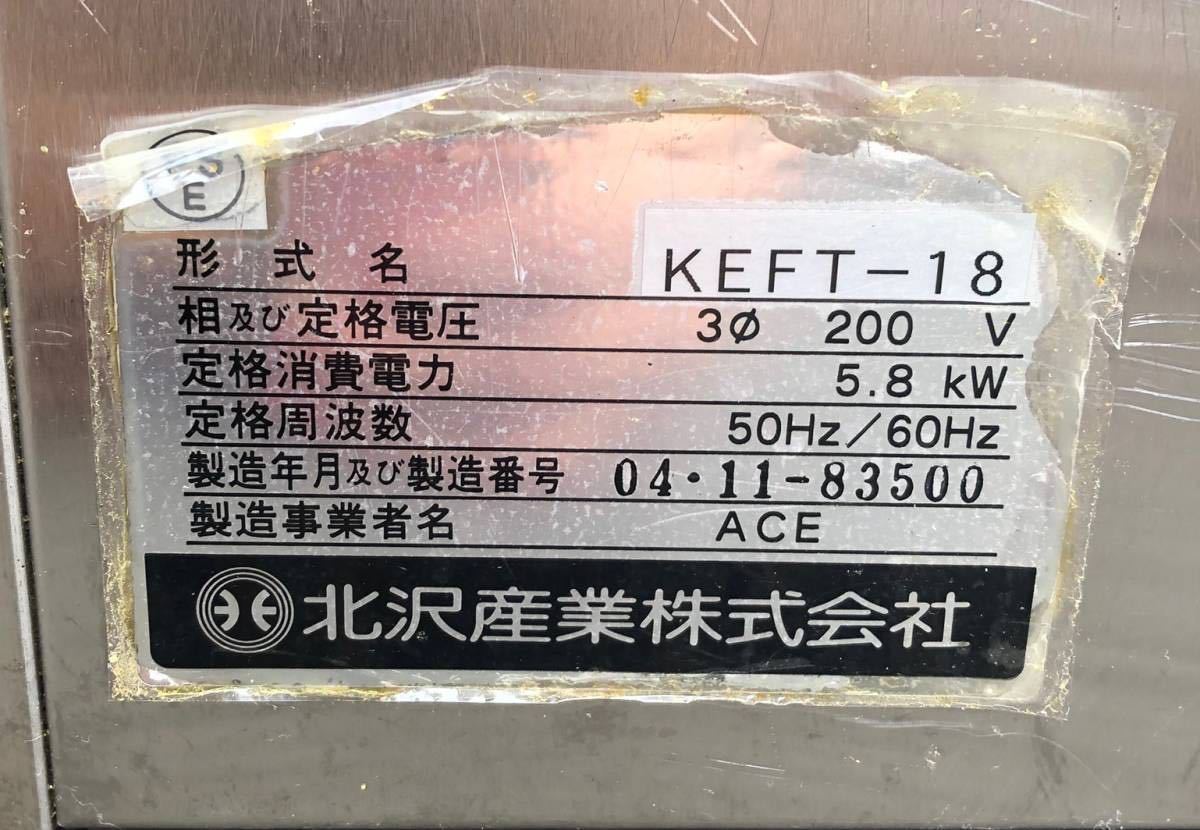 E
形式名 KEFT-18
相及び定格電圧 3Ø 200 V
定格消費電力 5.8 kW
定格周波数 50Hz/60Hz
製造年月及び製造番号 04・11-83500
製造事業者名 ACE
北沢産業株式会社